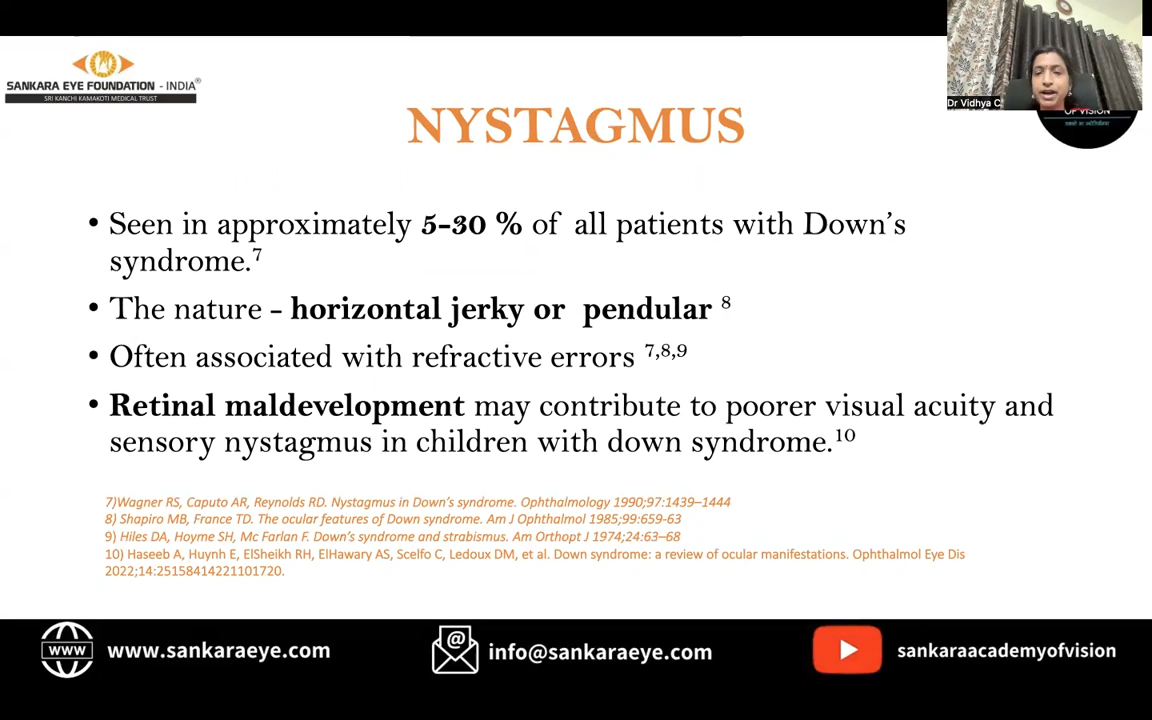 SANKARA EYE FOUNDATION - INDIA®
SRI KANCHI KAMAKOTI MEDICAL TRUST
Dr Vidhya C
OF VISION
NYSTAGMUS
• Seen in approximately 5-30 % of all patients with Down's
syndrome.7
• The nature - horizontal jerky or pendular 8
• Often associated with refractive errors 7,8,9
• Retinal maldevelopment may contribute to poorer visual acuity and
sensory nystagmus in children with down syndrome.10
7)Wagner RS, Caputo AR, Reynolds RD. Nystagmus in Down's syndrome. Ophthalmology 1990;97:1439–1444
8) Shapiro MB, France TD. The ocular features of Down syndrome. Am J Ophthalmol 1985;99:659-63
9) Hiles DA, Hoyme SH, Mc Farlan F. Down's syndrome and strabismus. Am Orthopt J 1974;24:63–68
10) Haseeb A, Huynh E, ElSheikh RH, ElHawary AS, Scelfo C, Ledoux DM, et al. Down syndrome: a review of ocular manifestations. Ophthalmol Eye Dis
2022;14:25158414221101720.
www www.sankaraeye.com
@ info@sankaraeye.com
sankaraacademyofvision